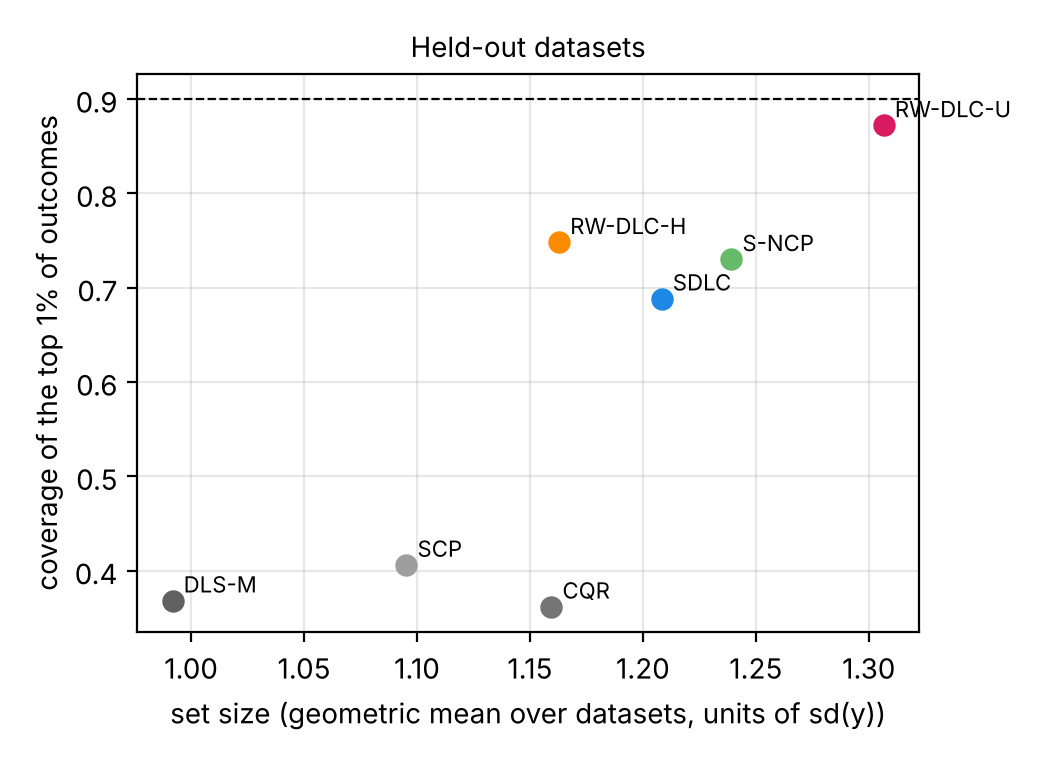 Held-out datasets
coverage of the top 1% of outcomes
0.9
0.8
0.7
0.6
0.5
0.4
RW-DLC-U
RW-DLC-H
S-NCP
SDLC
SCP
DLS-M
CQR
1.00 1.05 1.10 1.15 1.20 1.25 1.30
set size (geometric mean over datasets, units of sd(y))